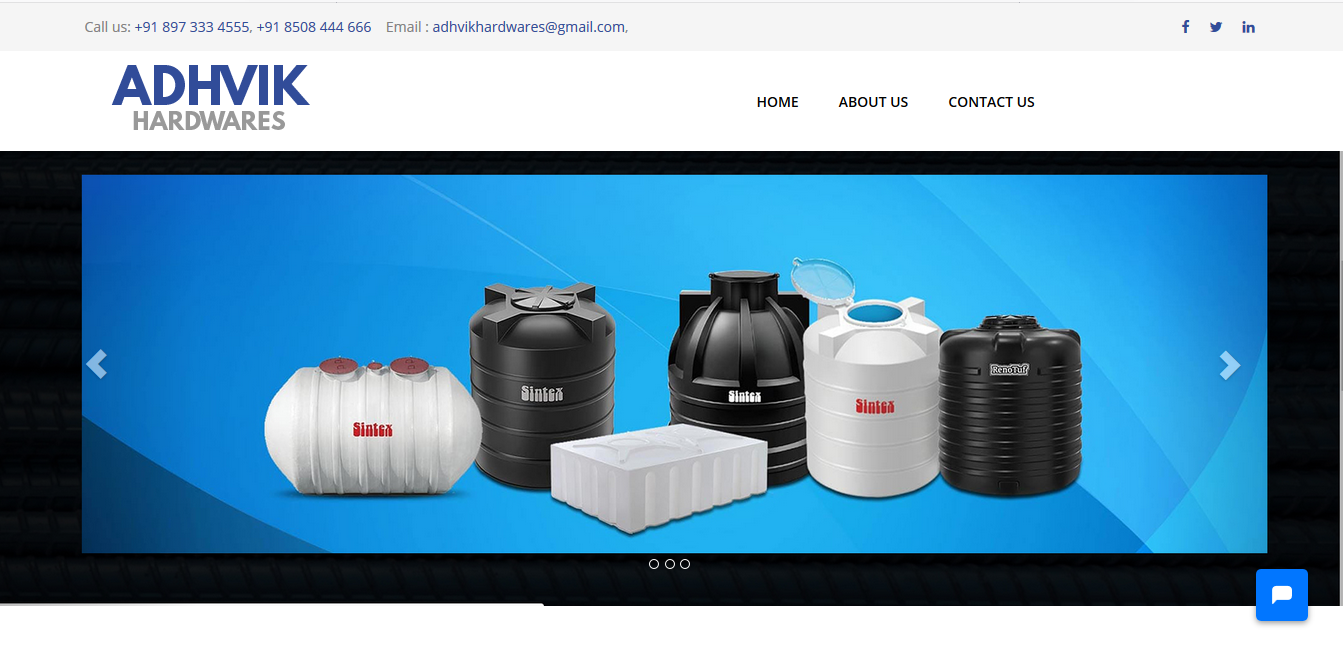 Call us: +91 897 333 4555, +91 8508 444 666 Email : adhvikhardwares@gmail.com,
ADHVIK
HARDWARES
HOME ABOUT US CONTACT US
Sintex
Sintex
Sintex
Sintex
RenoTuf